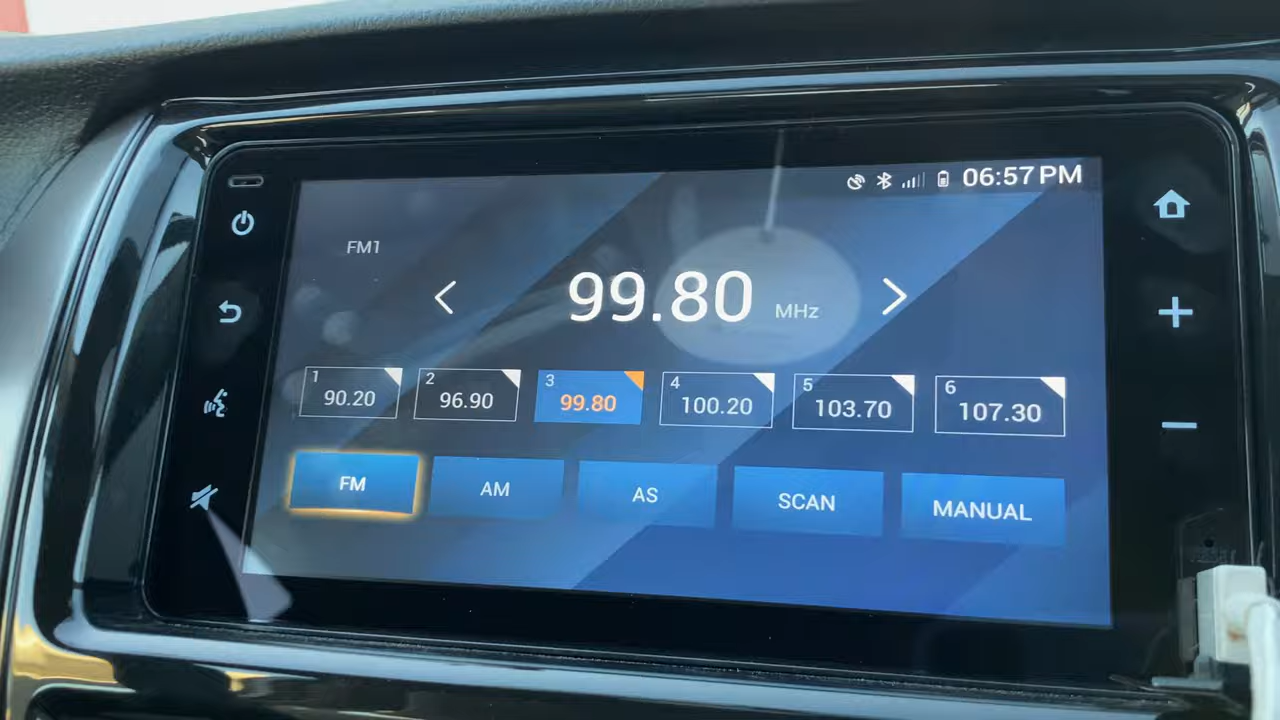 06:57 PM
FM1
99.80 MHz
1 90.20
2 96.90
3 99.80
4 100.20
5 103.70
6 107.30
FM AM AS SCAN MANUAL